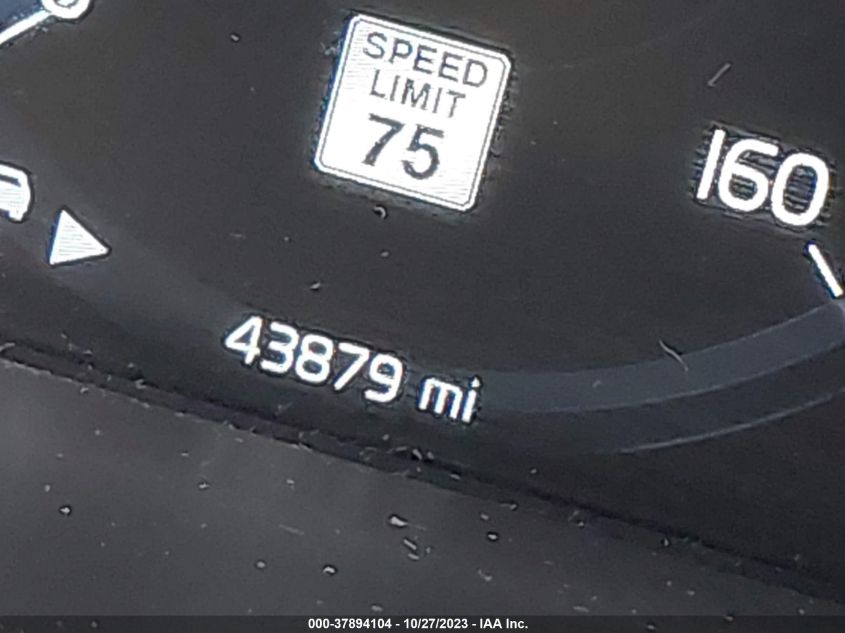 SPEED
LIMIT
75
160
43879 mi
000-37894104 - 10/27/2023 - IAA Inc.